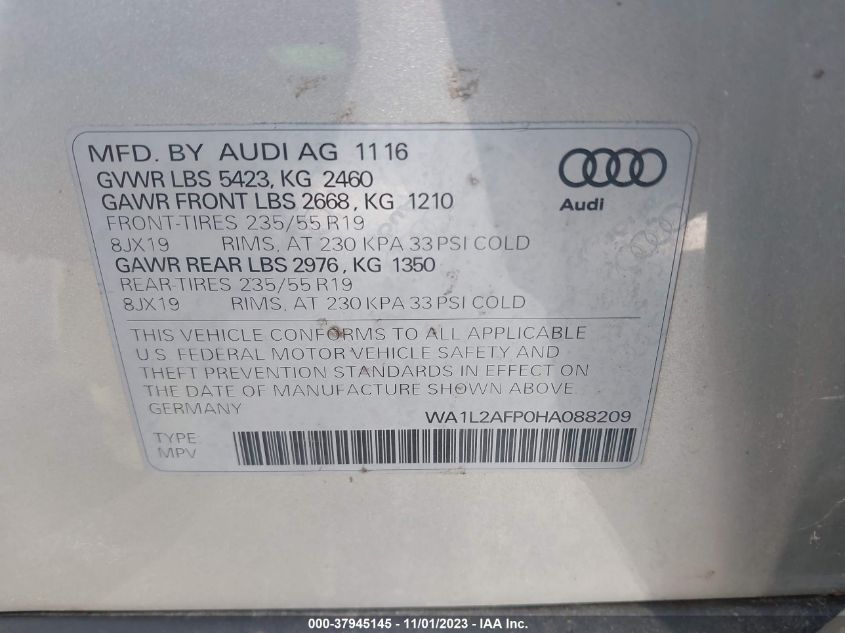 MFD. BY AUDI AG 11 16
GVWR LBS 5423, KG 2460
GAWR FRONT LBS 2668, KG 1210
FRONT-TIRES 235/55 R19
8JX19 RIMS, AT 230 KPA 33 PSI COLD
GAWR REAR LBS 2976, KG 1350
REAR-TIRES 235/55 R19
8JX19 RIMS, AT 230 KPA 33 PSI COLD
Audi
THIS VEHICLE CONFORMS TO ALL APPLICABLE
U.S. FEDERAL MOTOR VEHICLE SAFETY AND
THEFT PREVENTION STANDARDS IN EFFECT ON
THE DATE OF MANUFACTURE SHOWN ABOVE.
GERMANY
WA1L2AFP0HA088209
TYPE:
MPV
000-37945145 - 11/01/2023 - IAA Inc.